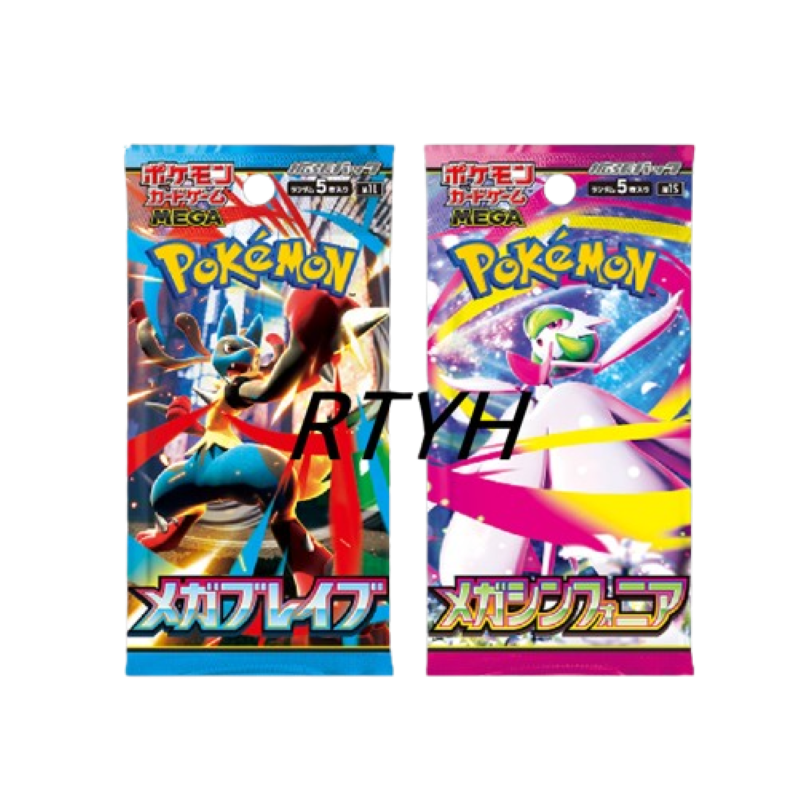 ポケモン
カードゲーム
MEGA
拡張パック
ランダム5枚入り
M1L
POKÉMON
メガブレイブ
ポケモン
カードゲーム
MEGA
拡張パック
ランダム5枚入り
M1S
POKÉMON
メガシンフォニア
RTYH